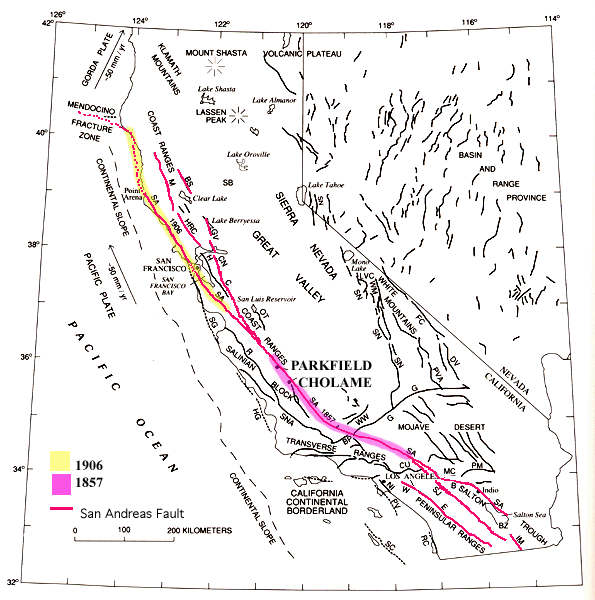 126°
124°
122°
120°
118°
116°
114°
40°
38°
36°
34°
32°
GORDA PLATE
~50 mm / yr
KLAMATH
MOUNTAINS
MOUNT SHASTA
VOLCANIC PLATEAU
Lake Shasta
Lake Almanor
LASSEN
PEAK
MENDOCINO
FRACTURE
ZONE
COAST RANGES
M
BS
Lake Oroville
SB
BASIN
AND
RANGE
PROVINCE
CONTINENTAL SLOPE
Point
Arena
SA
1906
Clear Lake
HRC
GV
Lake Berryessa
Lake Tahoe
SN
SIERRA
NEVADA
GREAT
VALLEY
SAN
FRANCISCO
SAN
FRANCISCO
BAY
H
CN
C
SA
Mono
Lake
LVC
WM
SN
WHITE
MOUNTAINS
FC
~50 mm / yr
PACIFIC PLATE
San Luis Reservoir
OT
COAST
RANGES
SG
R
SALINIAN
BLOCK
SN
SN
DV
PVA
NEVADA
CALIFORNIA
PARKFIELD
CHOLAME
PACIFIC OCEAN
HG
SNA
SA
1857
WW
BP
G
G
MOJAVE
DESERT
TRANSVERSE
RANGES
SA
CU
MC
PM
LOS ANGELES
B
SALTON
Indio
SA
Salton Sea
TROUGH
BZ
IM
NI
W
SJ
E
PV
PENINSULAR RANGES
RC
SC
CALIFORNIA
CONTINENTAL
BORDERLAND
CONTINENTAL SLOPE
1906
1857
San Andreas Fault
0
100
200 KILOMETERS